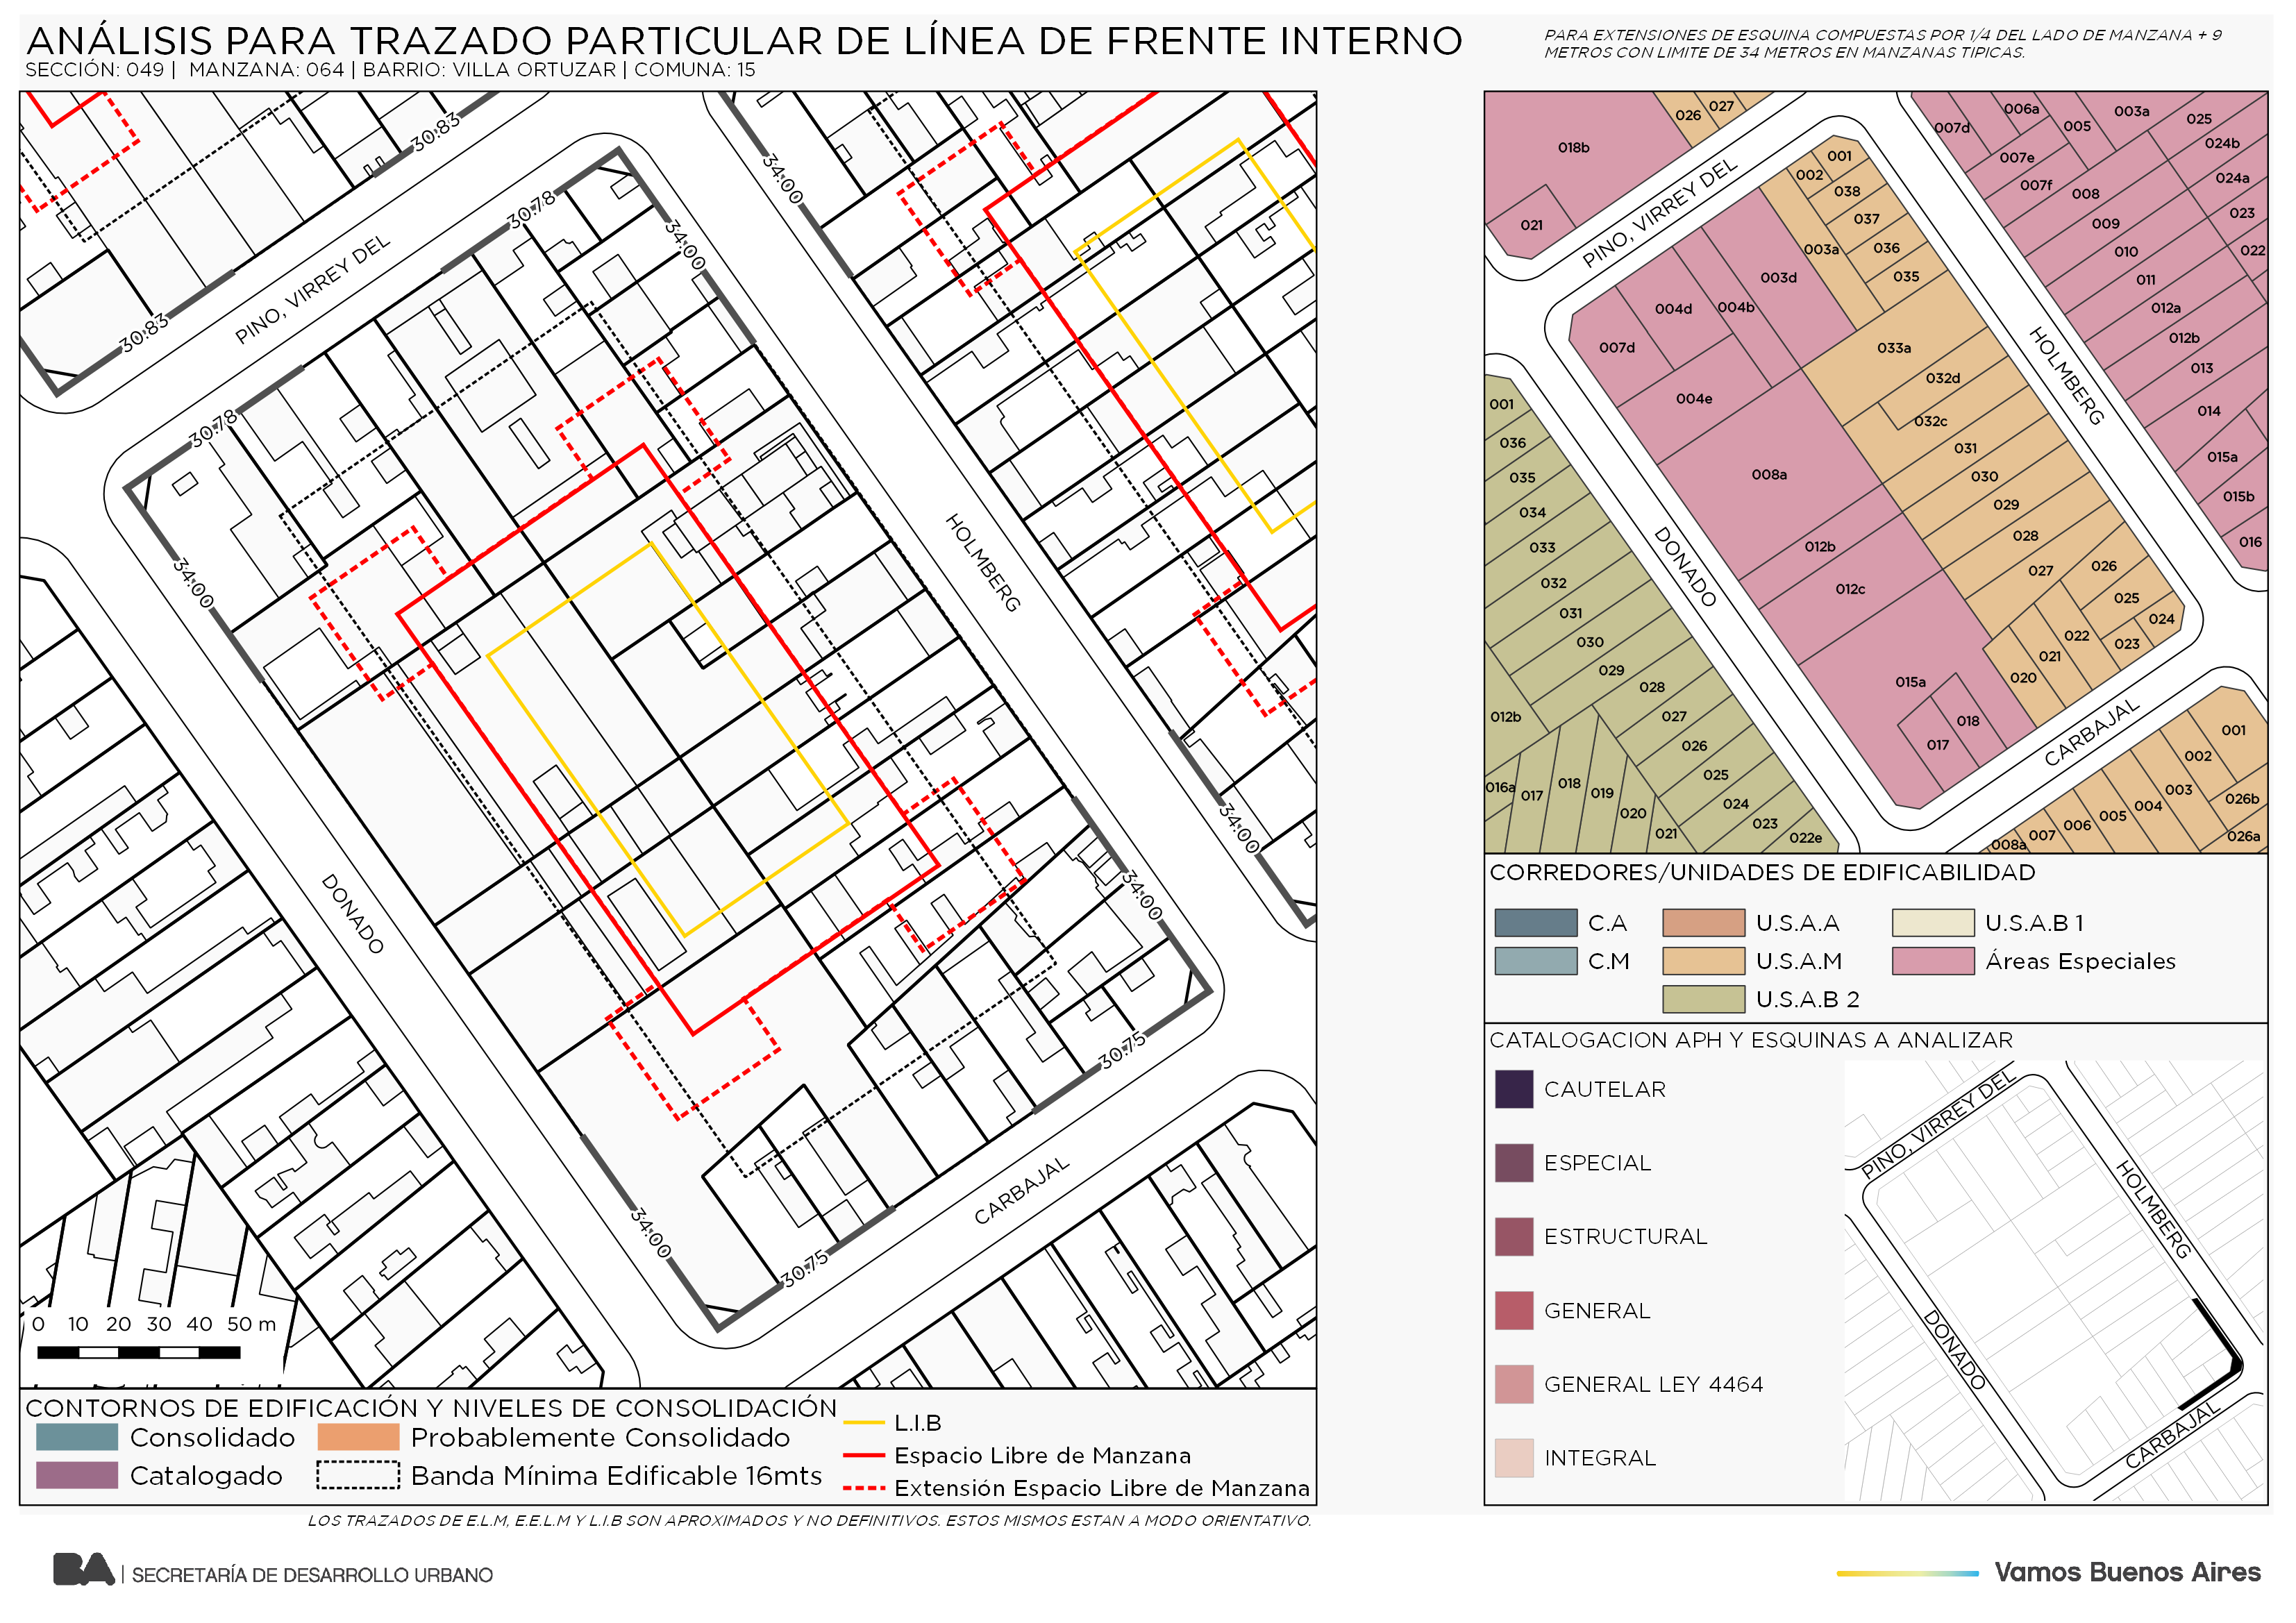 ANÁLISIS PARA TRAZADO PARTICULAR DE LÍNEA DE FRENTE INTERNO
SECCIÓN: 049 | MANZANA: 064 | BARRIO: VILLA ORTUZAR | COMUNA: 15
PARA EXTENSIONES DE ESQUINA COMPUESTAS POR 1/4 DEL LADO DE MANZANA + 9
METROS CON LIMITE DE 34 METROS EN MANZANAS TIPICAS.
30.83
30.83
PINO, VIRREY DEL
30.78
30.78
34.00
34.00
34.00
HOLMBERG
DONADO
34.00
34.00
34.00
30.75
30.75
CARBAJAL
0 10 20 30 40 50 m
CONTORNOS DE EDIFICACIÓN Y NIVELES DE CONSOLIDACIÓN
Consolidado
Probablemente Consolidado
Catalogado
Banda Mínima Edificable 16mts
L.I.B
Espacio Libre de Manzana
Extensión Espacio Libre de Manzana
LOS TRAZADOS DE E.L.M, E.E.L.M Y L.I.B SON APROXIMADOS Y NO DEFINITIVOS. ESTOS MISMOS ESTAN A MODO ORIENTATIVO.
018b
021
026
027
PINO, VIRREY DEL
007d
006a
005
003a
025
024b
007e
007f
008
024a
009
023
010
022
011
012a
012b
013
014
015a
015b
016
001
002
038
037
003a
036
035
003d
004d
004b
007d
004e
033a
032d
032c
008a
031
030
029
028
012b
012c
027
026
025
024
023
022
021
020
015a
018
017
HOLMBERG
DONADO
CARBAJAL
001
036
035
034
033
032
031
030
029
028
027
026
025
024
023
022e
012b
016a
017
018
019
020
021
001
002
003
004
005
006
007
008a
026b
026a
CORREDORES/UNIDADES DE EDIFICABILIDAD
C.A
U.S.A.A
U.S.A.B 1
C.M
U.S.A.M
Áreas Especiales
U.S.A.B 2
CATALOGACION APH Y ESQUINAS A ANALIZAR
CAUTELAR
ESPECIAL
ESTRUCTURAL
GENERAL
GENERAL LEY 4464
INTEGRAL
PINO, VIRREY DEL
HOLMBERG
DONADO
CARBAJAL
BA | SECRETARÍA DE DESARROLLO URBANO
Vamos Buenos Aires